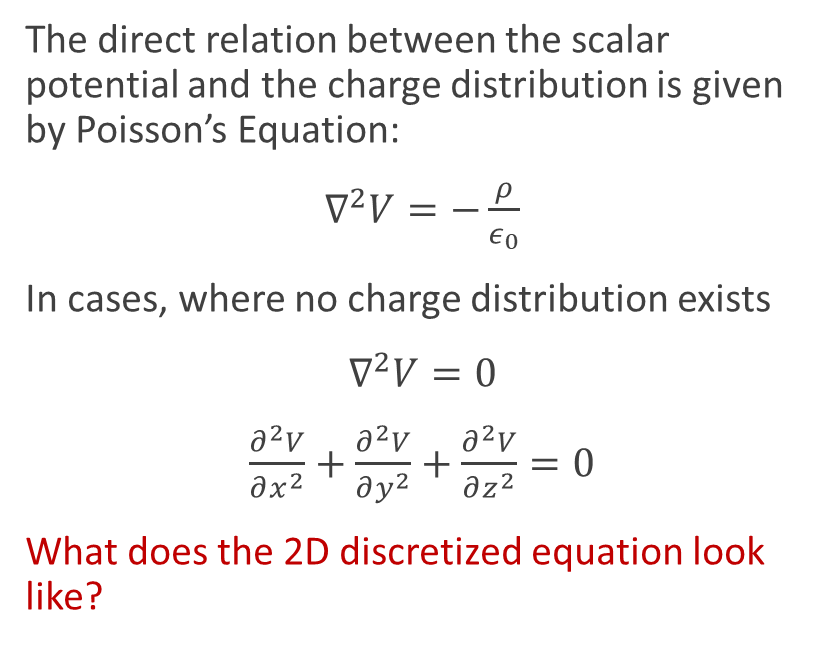 The direct relation between the scalar
potential and the charge distribution is given
by Poisson’s Equation:
∇²V = −ρ/ϵ₀
In cases, where no charge distribution exists
∇²V = 0
∂²V/∂x² + ∂²V/∂y² + ∂²V/∂z² = 0
What does the 2D discretized equation look
like?